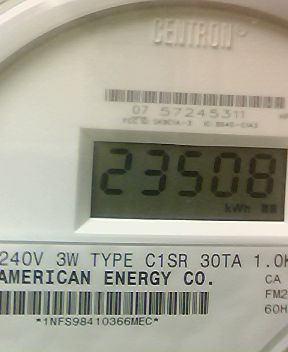 CENTRON®
07 57245311
23508
kWh
240V 3W TYPE C1SR 30TA 1.0K
AMERICAN ENERGY CO.
CA
FM2
60H
*1NFS98410366MEC*